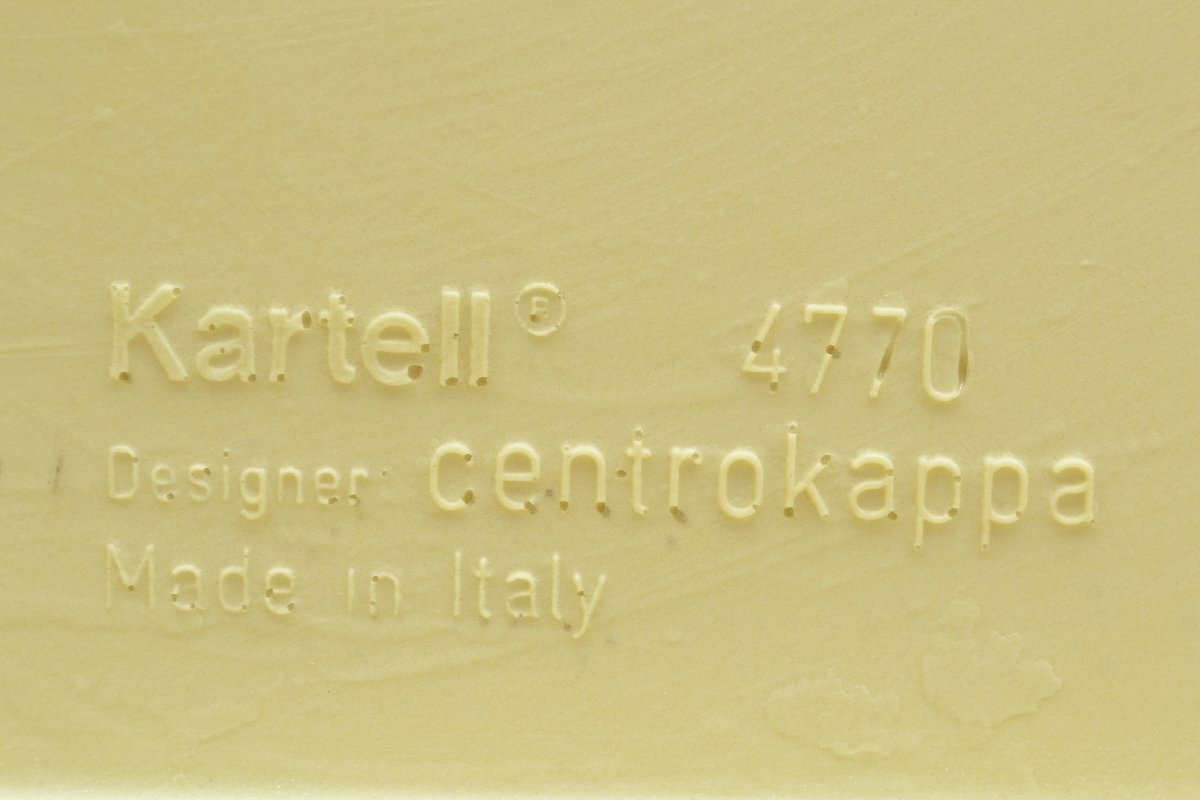 Kartell® 4770
Designer: centrokappa
Made in Italy